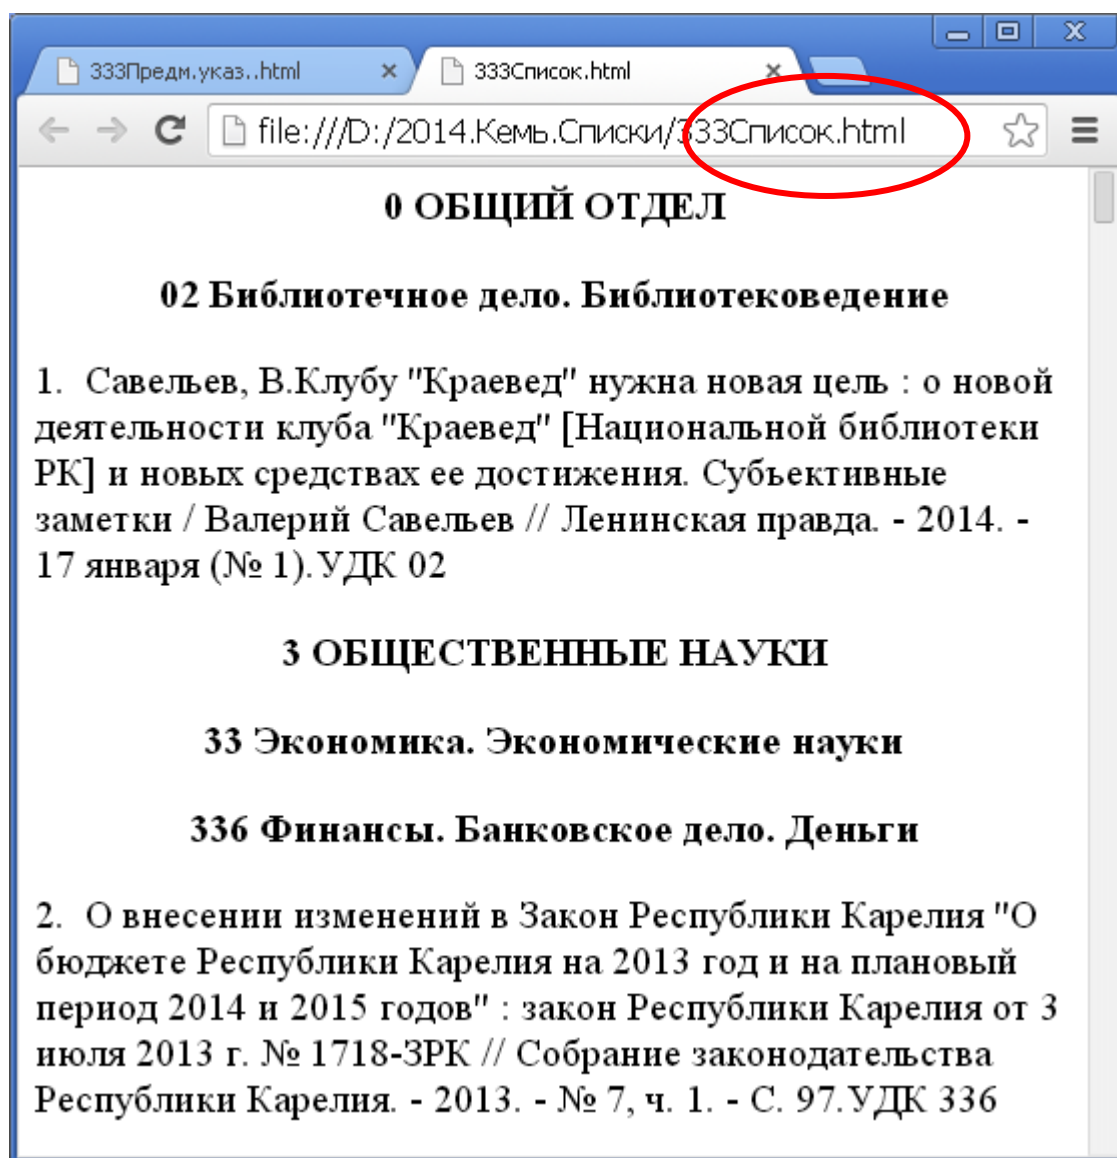 333Предм.указ..html
333Список.html
file:///D:/2014.Кемь.Списки/333Список.html
0 ОБЩИЙ ОТДЕЛ
02 Библиотечное дело. Библиотековедение
1. Савельев, В.Клубу "Краевед" нужна новая цель : о новой
деятельности клуба "Краевед" [Национальной библиотеки
РК] и новых средствах ее достижения. Субъективные
заметки / Валерий Савельев // Ленинская правда. - 2014. -
17 января (№ 1).УДК 02
3 ОБЩЕСТВЕННЫЕ НАУКИ
33 Экономика. Экономические науки
336 Финансы. Банковское дело. Деньги
2. О внесении изменений в Закон Республики Карелия "О
бюджете Республики Карелия на 2013 год и на плановый
период 2014 и 2015 годов" : закон Республики Карелия от 3
июля 2013 г. № 1718-ЗРК // Собрание законодательства
Республики Карелия. - 2013. - № 7, ч. 1. - С. 97.УДК 336